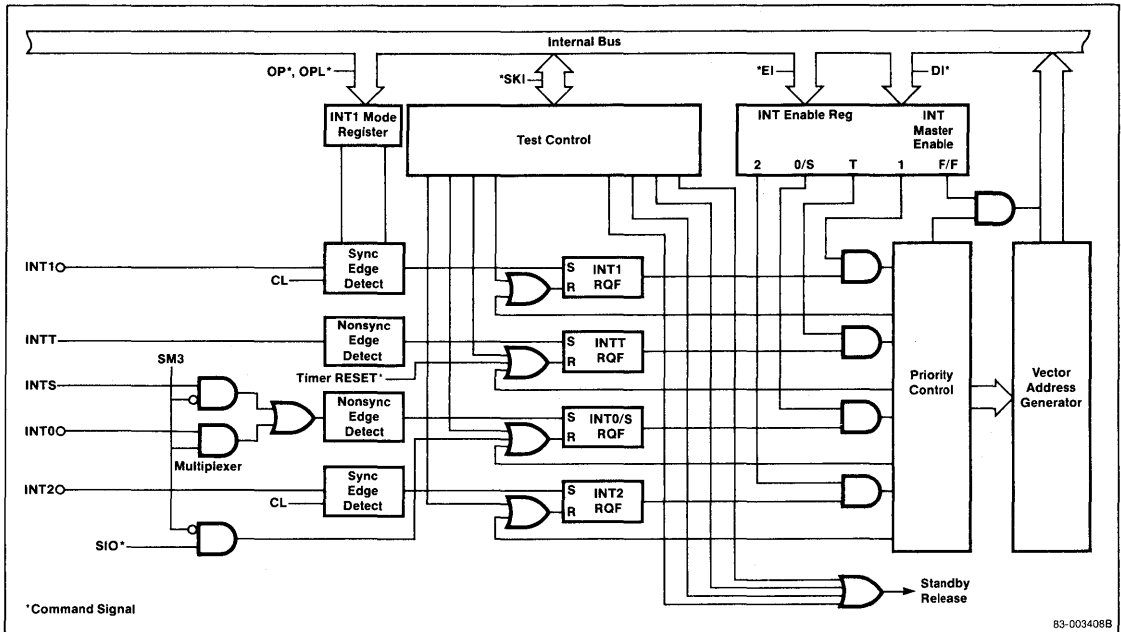 Internal Bus
OP*, OPL*
*SKI
*EI
DI*
INT1 Mode
Register
Test Control
INT Enable Reg
INT
Master
Enable
2 0/S T 1 F/F
INT1
CL
Sync
Edge
Detect
S
R
INT1
RQF
INTT
Nonsync
Edge
Detect
Timer RESET*
S
R
INTT
RQF
SM3
INTS
INT0
Multiplexer
Nonsync
Edge
Detect
S
R
INT0/S
RQF
INT2
CL
Sync
Edge
Detect
S
R
INT2
RQF
SIO*
Priority
Control
Vector
Address
Generator
Standby
Release
*Command Signal
83-003408B